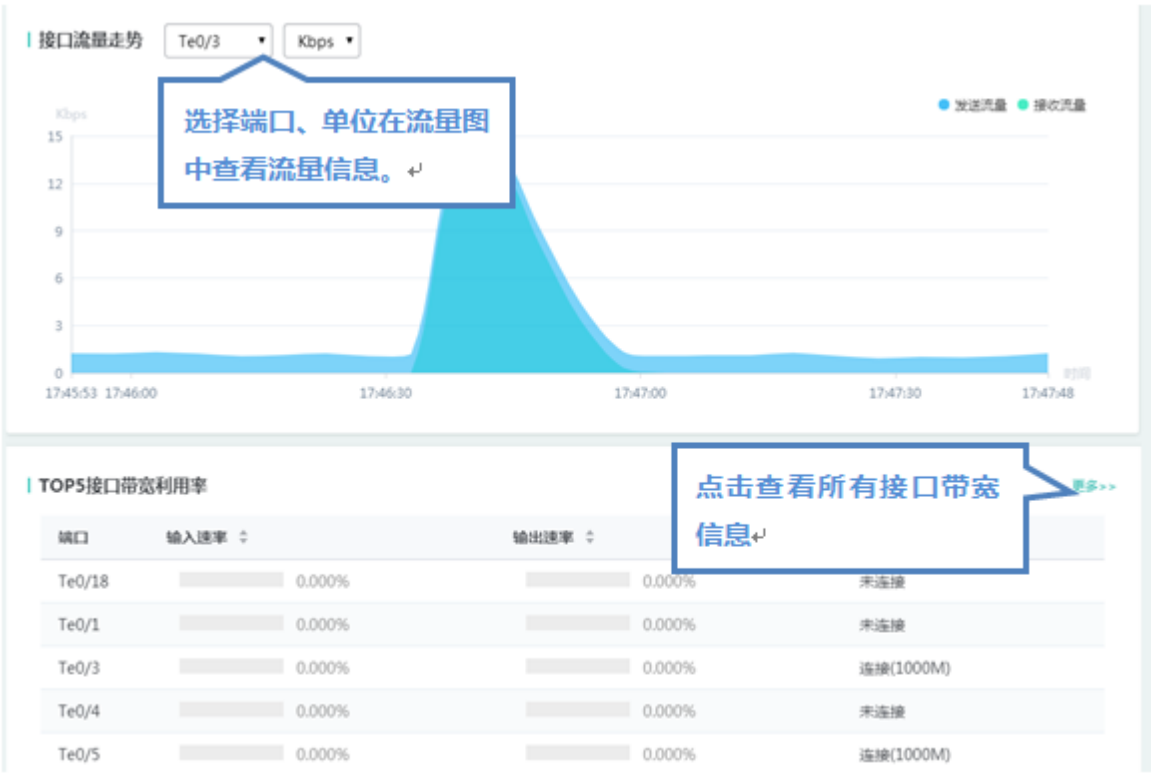 接口流量走势 Te0/3 Kbps
选择端口、单位在流量图
中查看流量信息。
Kbps
发送流量 接收流量
15
12
9
6
3
0
时间
17:45:53 17:46:00 17:46:30 17:47:00 17:47:30 17:47:48
TOP5接口带宽利用率
更多>>
点击查看所有接口带宽
信息
端口 输入速率 输出速率
Te0/18 0.000% 0.000% 未连接
Te0/1 0.000% 0.000% 未连接
Te0/3 0.000% 0.000% 连接(1000M)
Te0/4 0.000% 0.000% 未连接
Te0/5 0.000% 0.000% 连接(1000M)